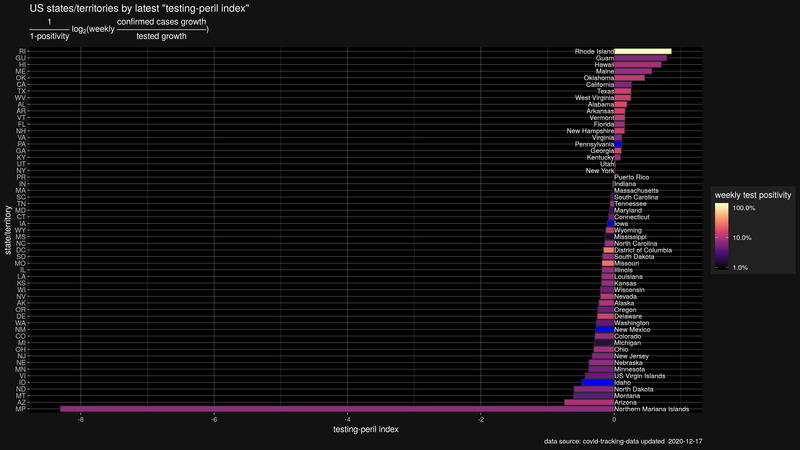 US states/territories by latest "testing-peril index"
1
1-positivity
log2(weekly
confirmed cases growth
tested growth
)
RI
GU
HI
ME
OK
CA
TX
WV
AL
AR
VT
FL
NH
VA
PA
GA
KY
UT
NY
PR
IN
MA
SC
TN
MD
CT
IA
WY
MS
NC
DC
SD
MO
IL
LA
KS
WI
NV
AK
OR
DE
WA
NM
CO
MI
OH
NJ
NE
MN
VI
ID
ND
MT
AZ
MP
state/territory
Rhode Island
Guam
Hawaii
Maine
Oklahoma
California
Texas
West Virginia
Alabama
Arkansas
Vermont
Florida
New Hampshire
Virginia
Pennsylvania
Georgia
Kentucky
Utah
New York
Puerto Rico
Indiana
Massachusetts
South Carolina
Tennessee
Maryland
Connecticut
Iowa
Wyoming
Mississippi
North Carolina
District of Columbia
South Dakota
Missouri
Illinois
Louisiana
Kansas
Wisconsin
Nevada
Alaska
Oregon
Delaware
Washington
New Mexico
Colorado
Michigan
Ohio
New Jersey
Nebraska
Minnesota
US Virgin Islands
Idaho
North Dakota
Montana
Arizona
Northern Mariana Islands
-8 -6 -4 -2 0
testing-peril index
weekly test positivity
100.0%
10.0%
1.0%
data source: covid-tracking-data updated 2020-12-17